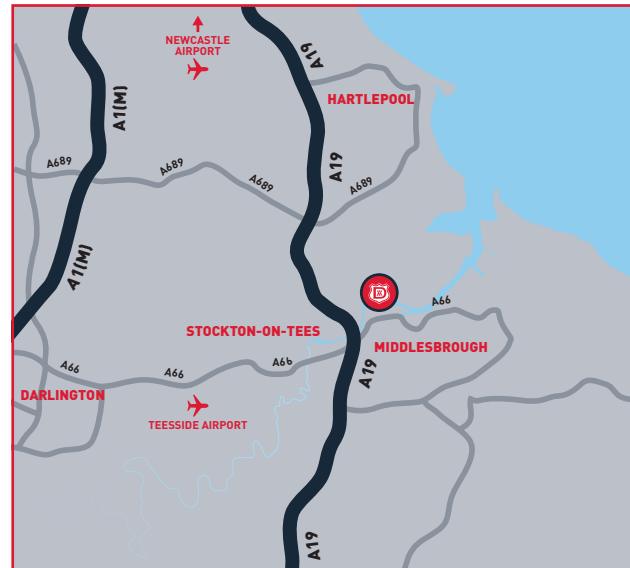 NEWCASTLE
AIRPORT
A19
HARTLEPOOL
A1(M)
A19
A689
A689
A689
A689
A1(M)
A66
STOCKTON-ON-TEES
MIDDLESBROUGH
A66
A66
A66
A19
DARLINGTON
TEESSIDE AIRPORT
A19